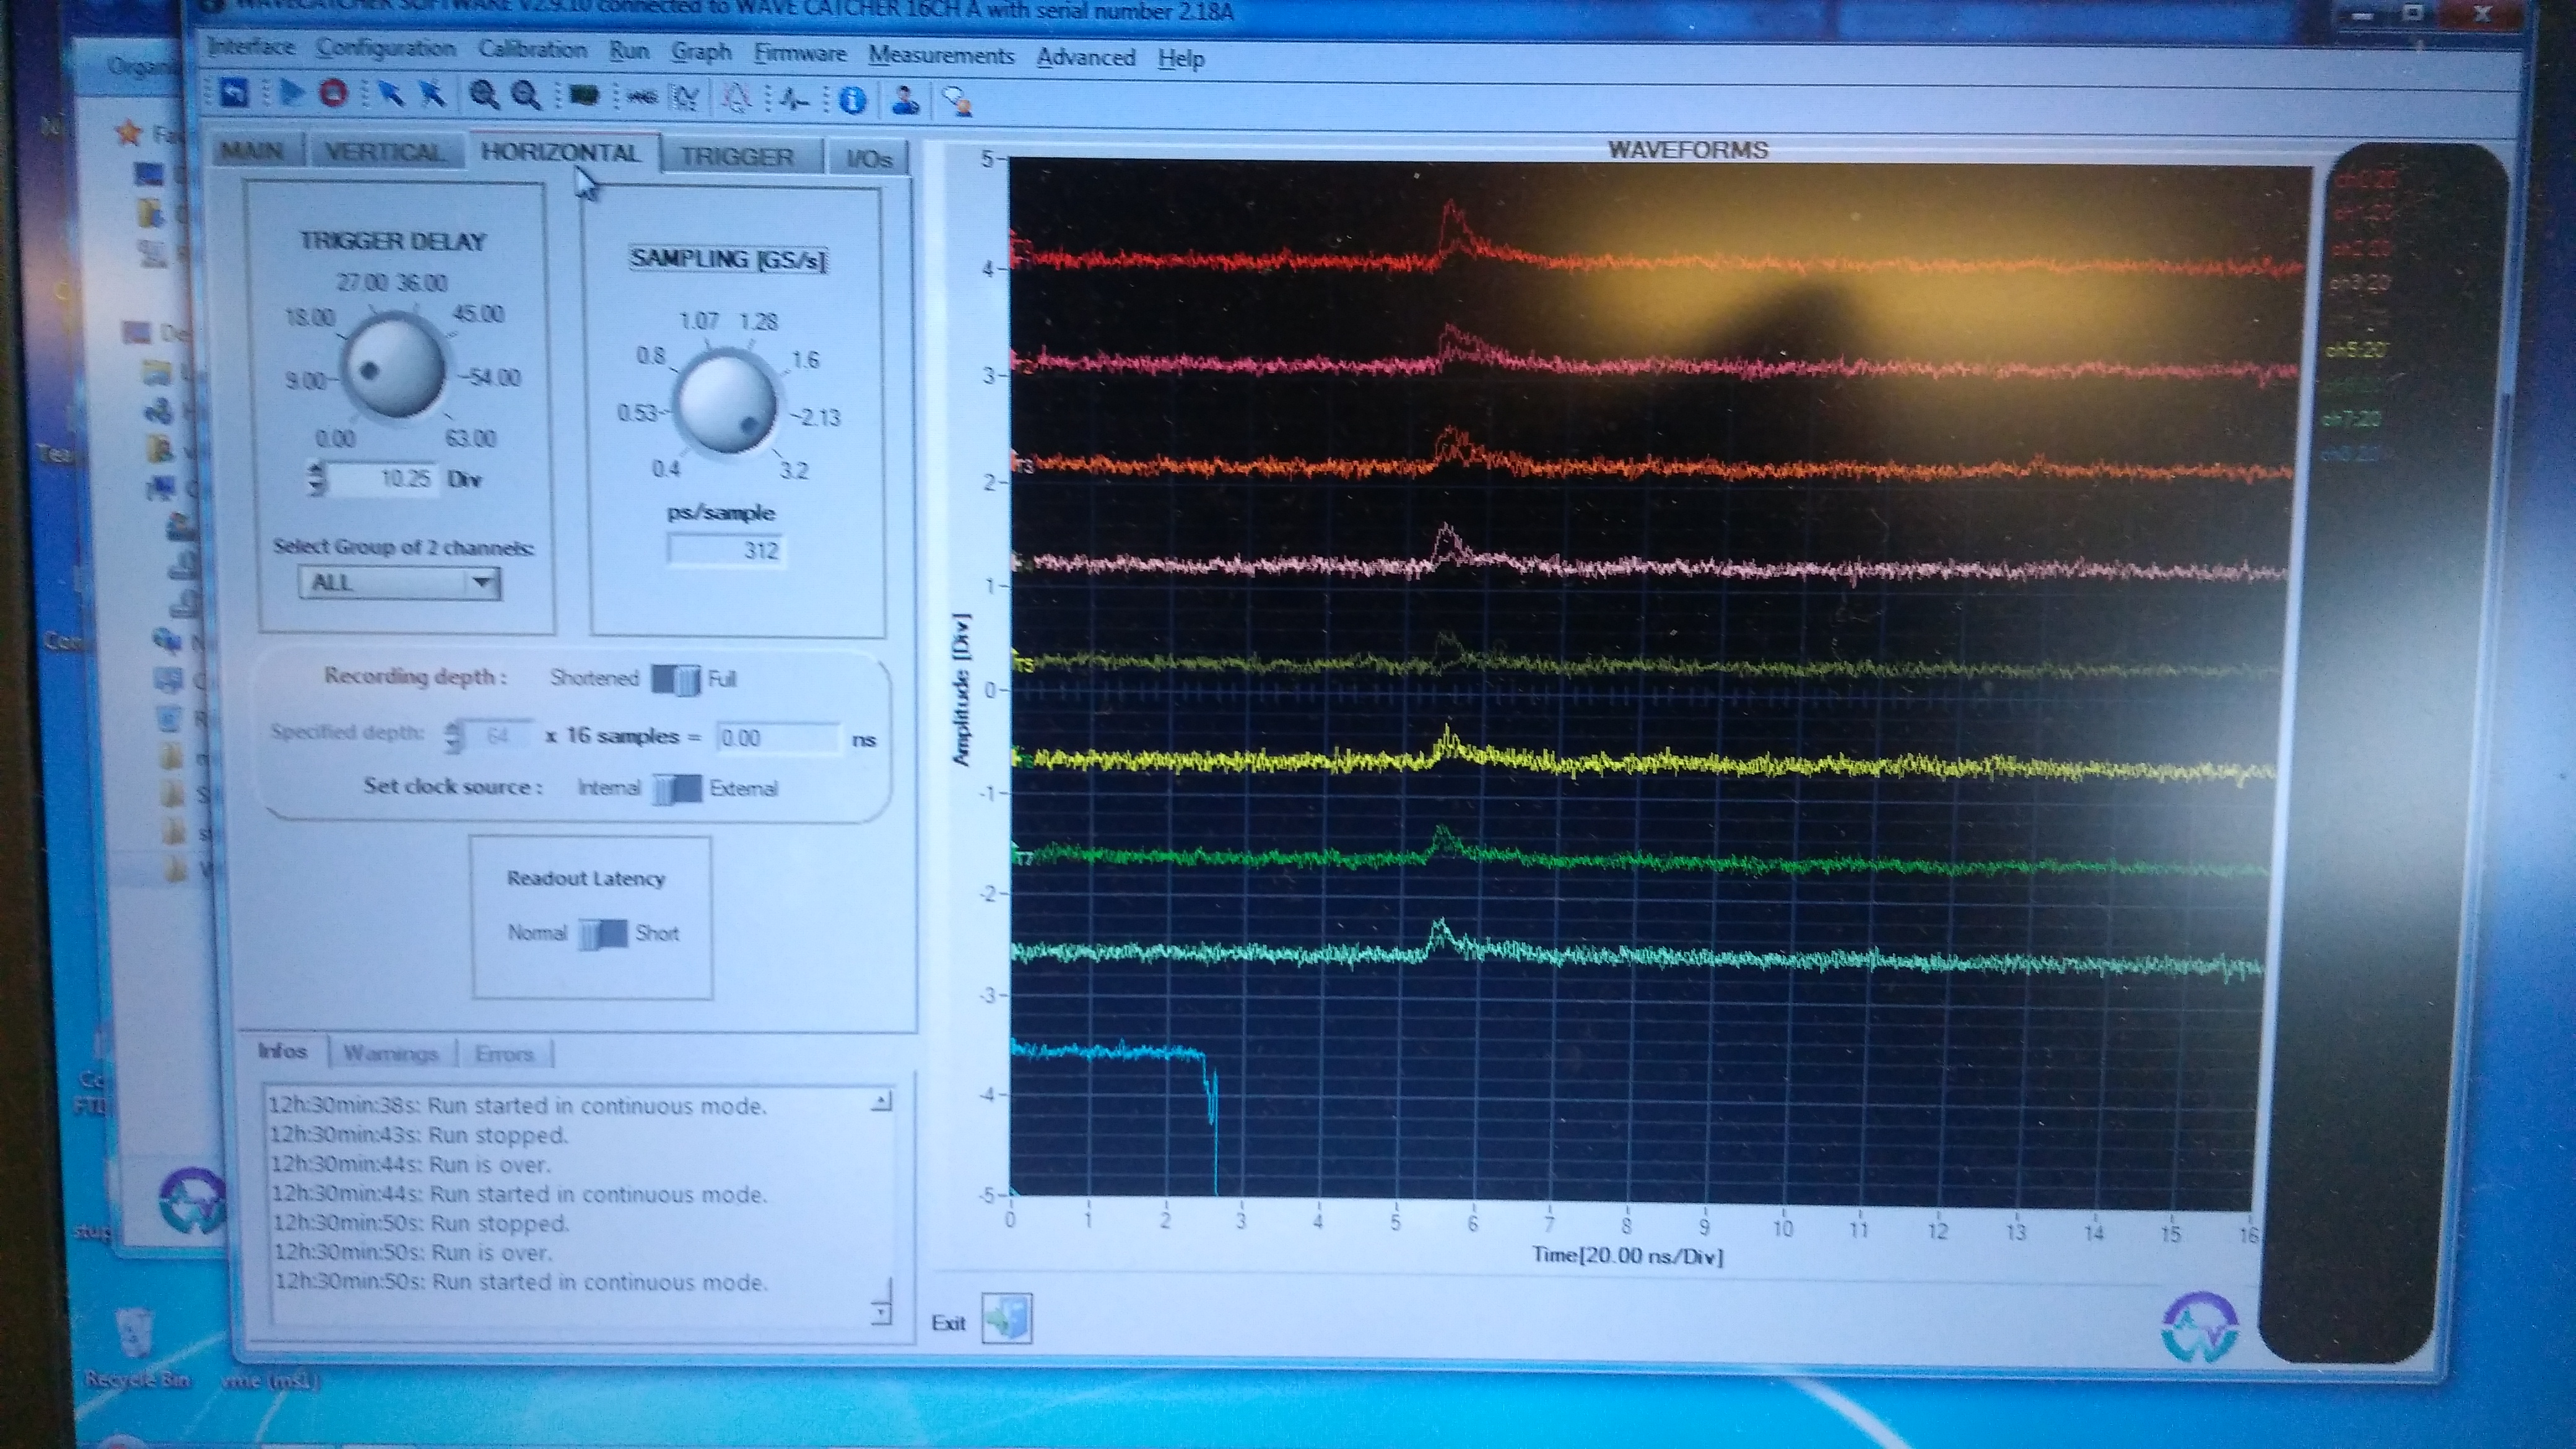 WAVECATCHER SOFTWARE V2.9.10 connected to WAVE CATCHER 16CH A with serial number 2.18A
Interface Configuration Calibration Run Graph Firmware Measurements Advanced Help
MAIN VERTICAL HORIZONTAL TRIGGER I/Os
TRIGGER DELAY
27.00 36.00
18.00 45.00
9.00 54.00
0.00 63.00
10.25 Div
Select Group of 2 channels:
ALL
SAMPLING [GS/s]
1.07 1.28
0.8 1.6
0.53 2.13
0.4 3.2
ps/sample
312
Recording depth : Shortened Full
Specified depth: 64 x 16 samples = 0.00 ns
Set clock source : Internal External
Readout Latency
Normal Short
Infos Warnings Errors
12h:30min:38s: Run started in continuous mode.
12h:30min:43s: Run stopped.
12h:30min:44s: Run is over.
12h:30min:44s: Run started in continuous mode.
12h:30min:50s: Run stopped.
12h:30min:50s: Run is over.
12h:30min:50s: Run started in continuous mode.
WAVEFORMS
Amplitude [Div]
5
4
3
2
1
0
-1
-2
-3
-4
-5
T3
T5
T7
0 1 2 3 4 5 6 7 8 9 10 11 12 13 14 15 16
Time[20.00 ns/Div]
ch0:20
ch1:20
ch2:20
ch3:20
ch5:20
ch7:20
ch8:20
Exit
Recycle Bin
vme (ms1)